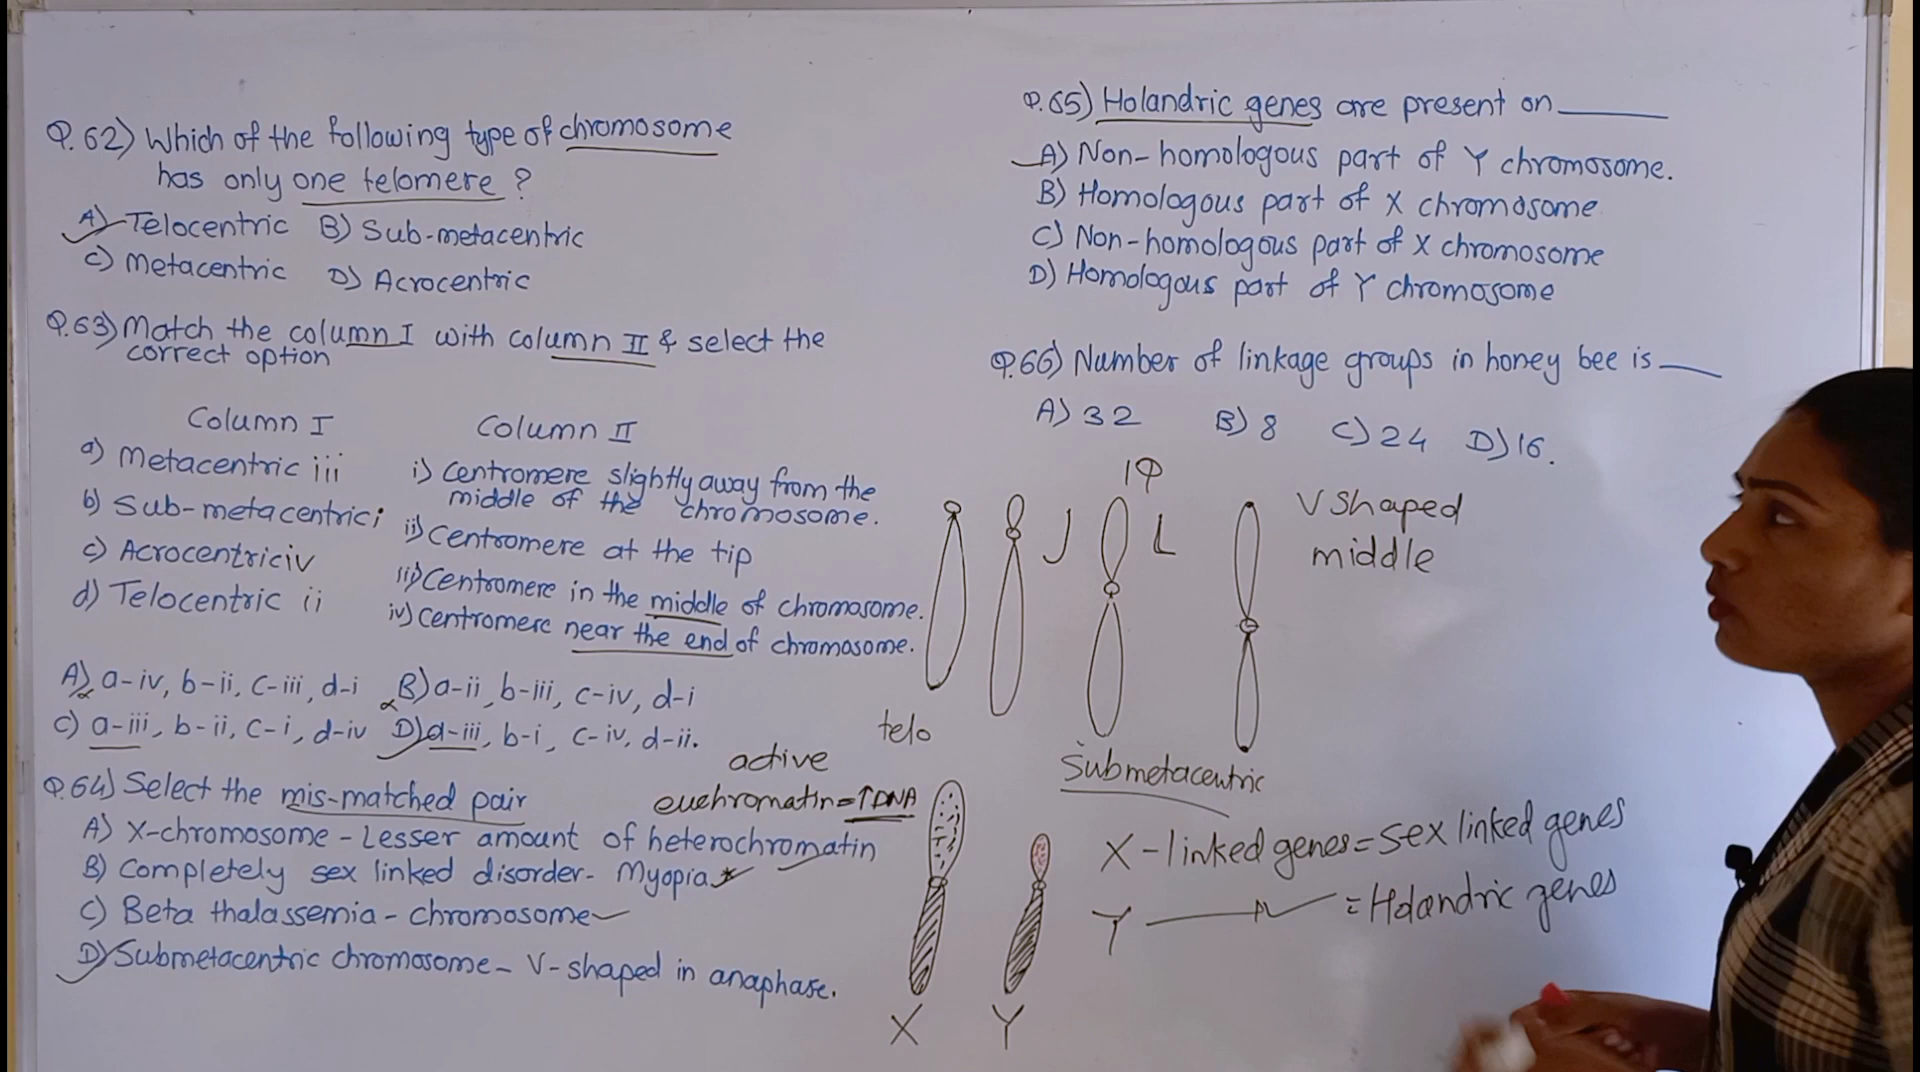 Q.62) Which of the following type of chromosome
has only one telomere ?
A) Telocentric B) Sub-metacentric
C) Metacentric D) Acrocentric
Q.63) Match the column I with column II & select the
correct option
Column I Column II
a) Metacentric iii
b) Sub-metacentric i
c) Acrocentric iv
d) Telocentric ii
i) Centromere slightly away from the
middle of the chromosome.
ii) Centromere at the tip
iii) Centromere in the middle of chromosome.
iv) Centromere near the end of chromosome.
A) a-iv, b-ii, c-iii, d-i B) a-ii, b-iii, c-iv, d-i
C) a-iii, b-ii, c-i, d-iv D) a-iii, b-i, c-iv, d-ii.
Q.64) Select the mis-matched pair
A) X-chromosome - Lesser amount of heterochromatin
B) Completely sex linked disorder - Myopia
C) Beta thalassemia - chromosome
D) Submetacentric chromosome - V-shaped in anaphase.
active
euchromatin = ↑DNA
telo
X Y
Q.65) Holandric genes are present on ______
A) Non-homologous part of Y chromosome.
B) Homologous part of X chromosome
C) Non-homologous part of X chromosome
D) Homologous part of Y chromosome
Q.66) Number of linkage groups in honey bee is ___
A) 32 B) 8 C) 24 D) 16.
J L
V shaped
middle
Submetacentric
X - linked genes = sex linked genes
Y = Holandric genes